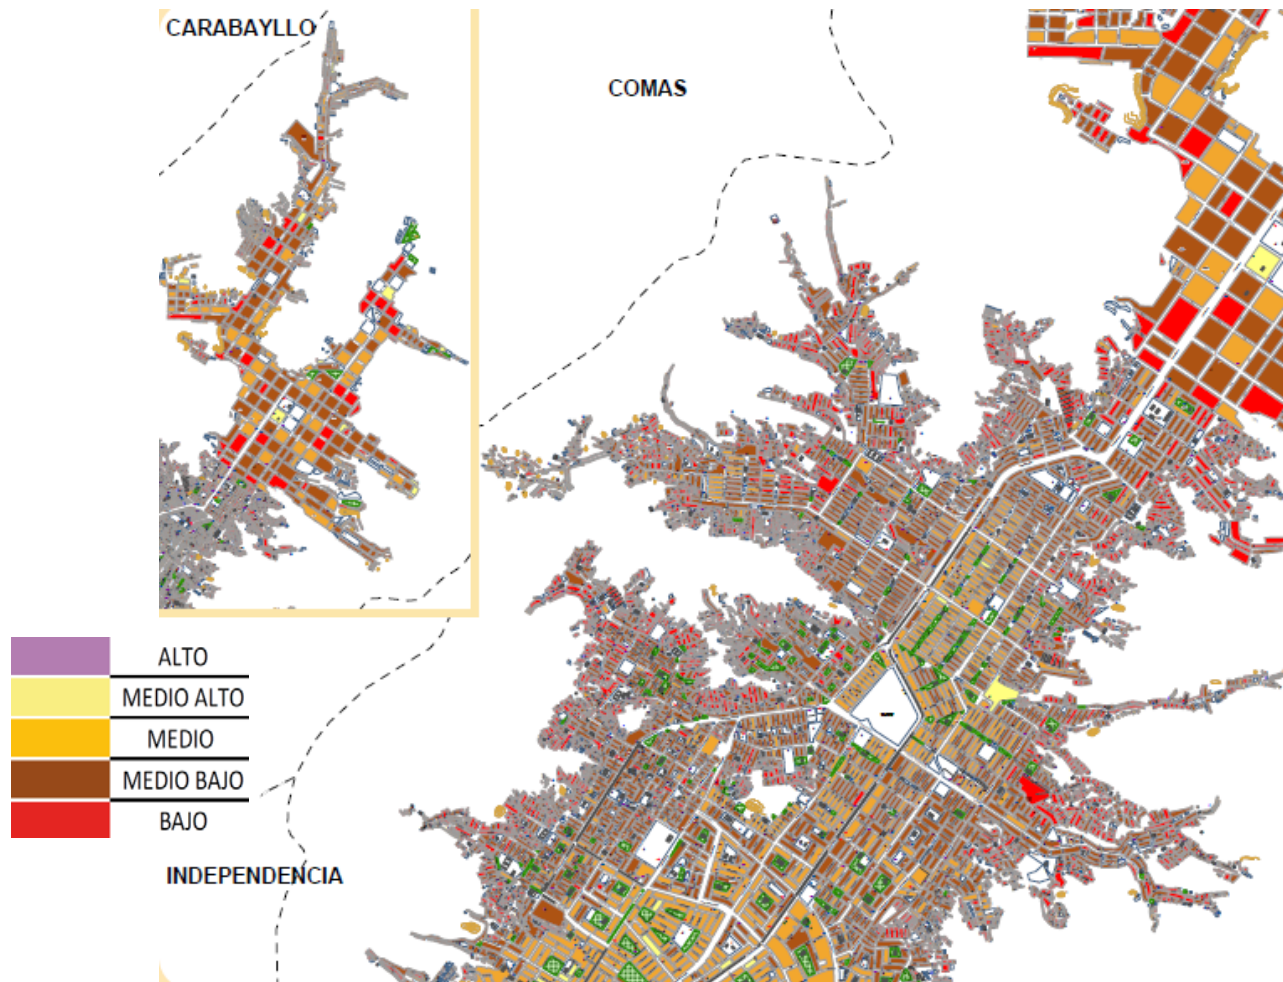 CARABAYLLO
COMAS
ALTO
MEDIO ALTO
MEDIO
MEDIO BAJO
BAJO
INDEPENDENCIA